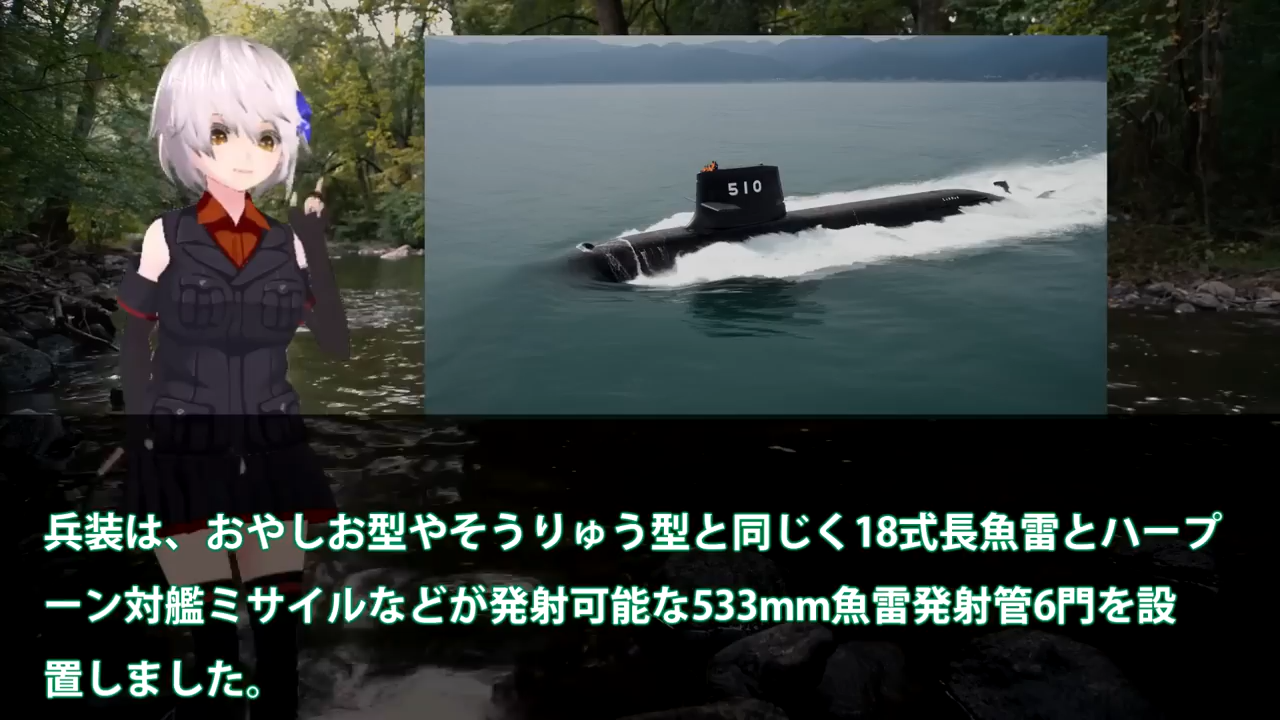 510
兵装は、おやしお型やそうりゅう型と同じく18式長魚雷とハープ
ーン対艦ミサイルなどが発射可能な533mm魚雷発射管6門を設
置しました。